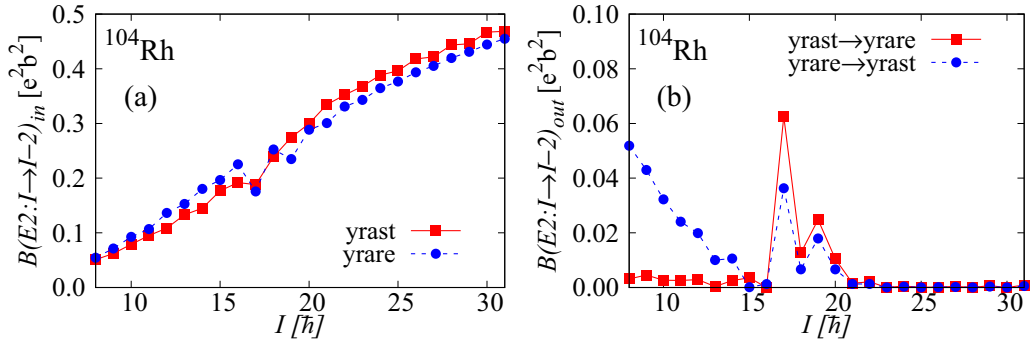 0.5
0.4
0.3
0.2
0.1
0.0
B(E2:I→I−2)in [e²b²]
¹⁰⁴Rh
(a)
yrast
yrare
10 15 20 25 30
I [ħ]
0.10
0.08
0.06
0.04
0.02
0.00
B(E2:I→I−2)out [e²b²]
¹⁰⁴Rh
yrast→yrare
yrare→yrast
(b)
10 15 20 25 30
I [ħ]